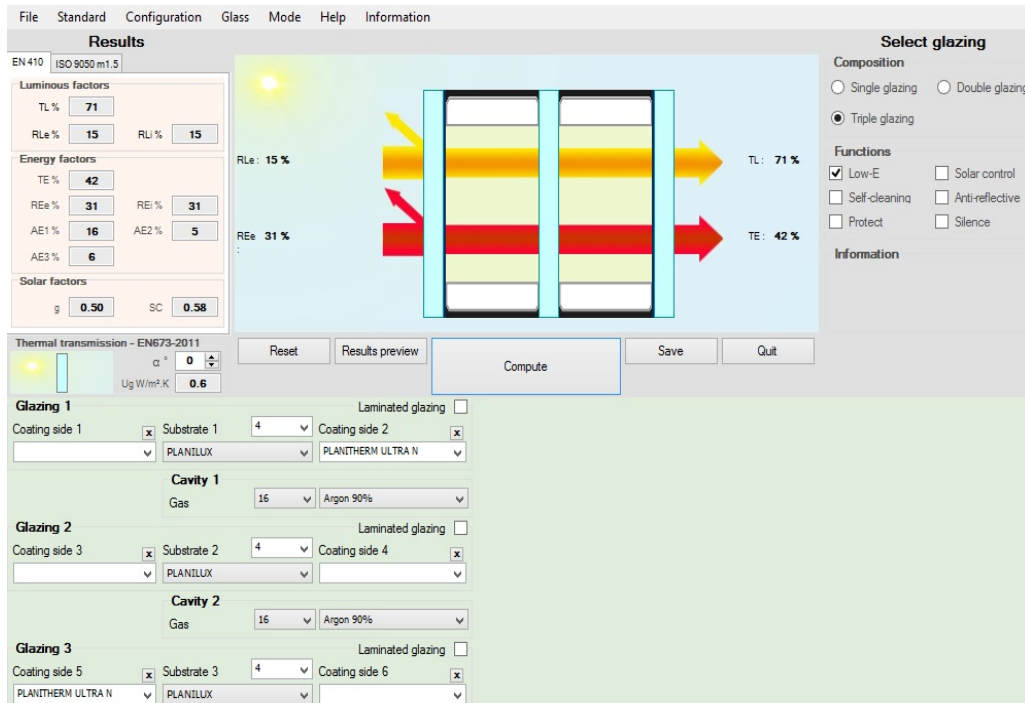 File Standard Configuration Glass Mode Help Information
Results
EN 410 ISO 9050 m1.5
Luminous factors
TL % 71
RLe % 15 RLi % 15
Energy factors
TE % 42
REe % 31 REi % 31
AE1 % 16 AE2 % 5
AE3 % 6
Solar factors
g 0.50 SC 0.58
Thermal transmission - EN673-2011
α ° 0
Ug W/m².K 0.6
RLe : 15 % TL : 71 %
REe 31 % TE : 42 %
:
Reset Results preview Compute Save Quit
Select glazing
Composition
Single glazing Double glazing
Triple glazing
Functions
Low-E Solar control
Self-cleaning Anti-reflective
Protect Silence
Information
Glazing 1 Laminated glazing
Coating side 1 x Substrate 1 4 Coating side 2 x
PLANILUX PLANITHERM ULTRA N
Cavity 1
Gas 16 Argon 90%
Glazing 2 Laminated glazing
Coating side 3 x Substrate 2 4 Coating side 4 x
PLANILUX
Cavity 2
Gas 16 Argon 90%
Glazing 3 Laminated glazing
Coating side 5 x Substrate 3 4 Coating side 6 x
PLANITHERM ULTRA N PLANILUX